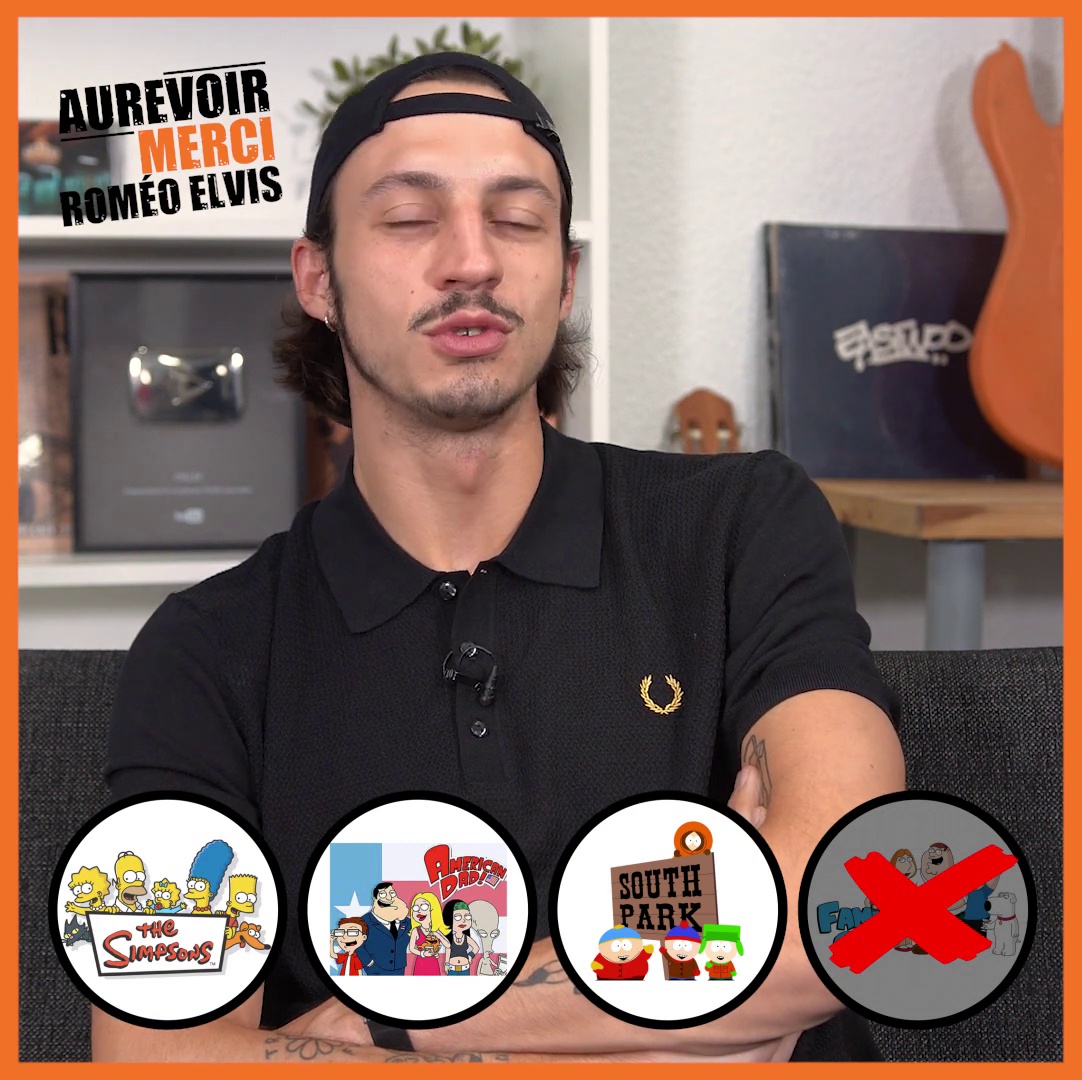 AUREVOIR
MERCI
ROMÉO ELVIS
THE
SIMPSONS
AMERICAN
DAD!
SOUTH
PARK